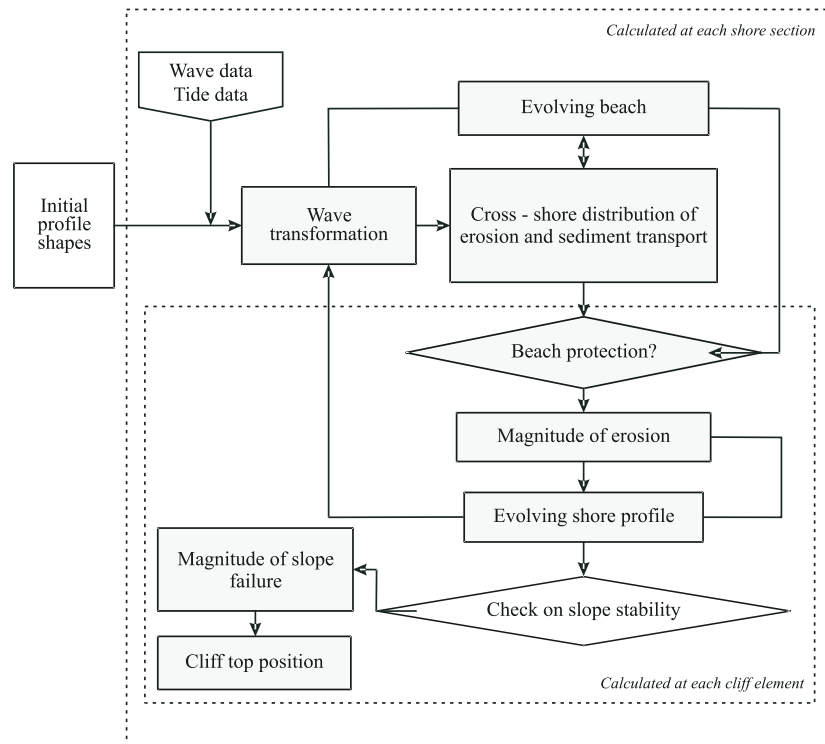 Calculated at each shore section
Wave data
Tide data
Evolving beach
Initial
profile
shapes
Wave
transformation
Cross - shore distribution of
erosion and sediment transport
Beach protection?
Magnitude of erosion
Evolving shore profile
Magnitude of slope
failure
Check on slope stability
Cliff top position
Calculated at each cliff element